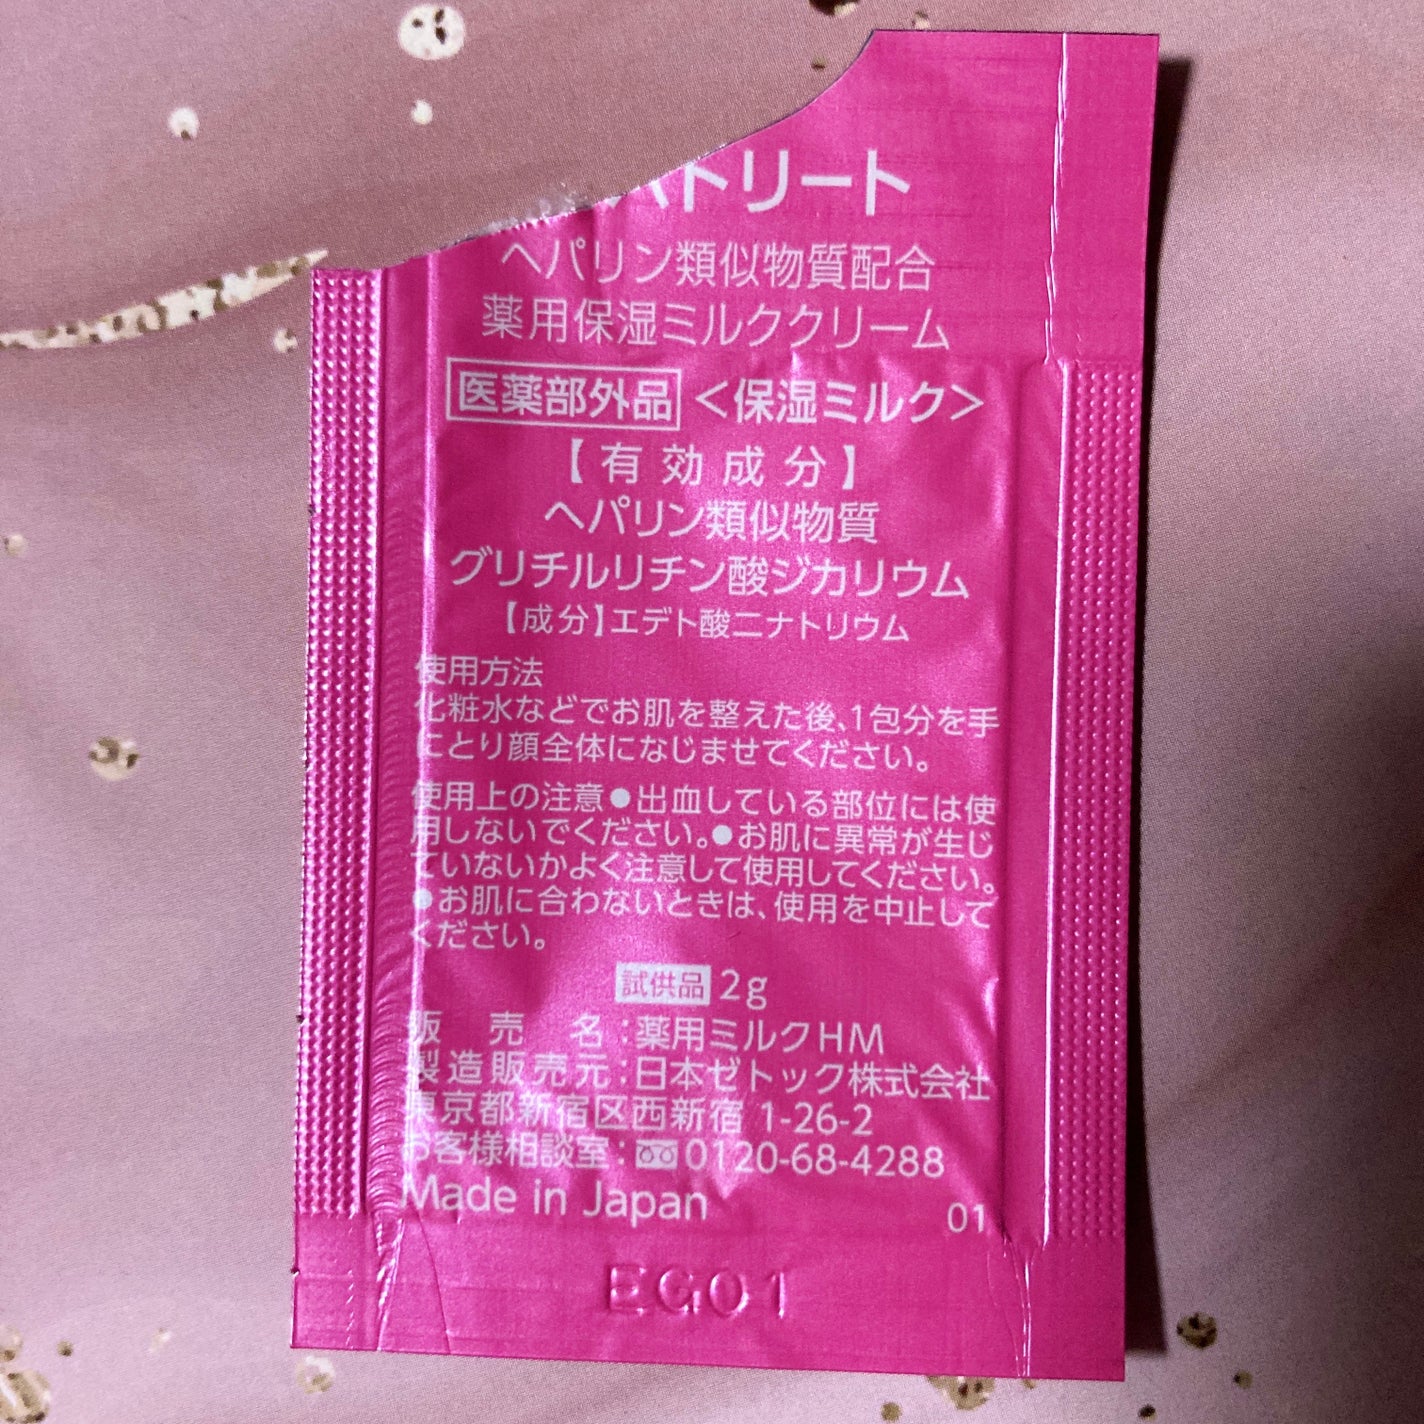 パトリート
ヘパリン類似物質配合
薬用保湿ミルククリーム
医薬部外品 <保湿ミルク>
【有効成分】
ヘパリン類似物質
グリチルリチン酸ジカリウム
【成分】エデト酸二ナトリウム
使用方法
化粧水などでお肌を整えた後、1包分を手
にとり顔全体になじませてください。
使用上の注意●出血している部位には使
用しないでください。●お肌に異常が生じ
ていないかよく注意して使用してください。
●お肌に合わないときは、使用を中止して
ください。
試供品 2g
販売名：薬用ミルクHM
製造販売元：日本ゼトック株式会社
東京都新宿区西新宿 1-26-2
お客様相談室：0120-68-4288
Made in Japan
01
EG01